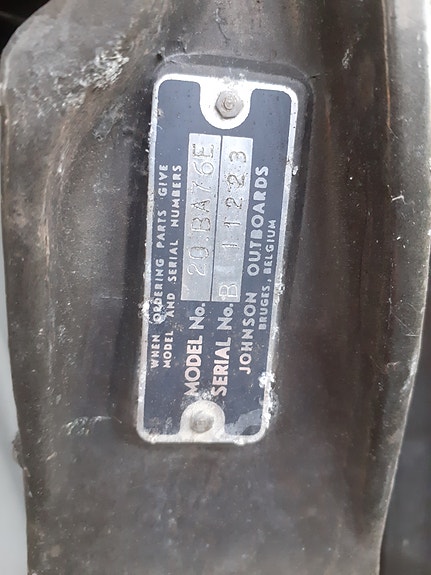 WHEN ORDERING PARTS GIVE
MODEL AND SERIAL NUMBERS
MODEL No. 20 BA76E
SERIAL No. B 11223
JOHNSON OUTBOARDS
BRUGES, BELGIUM